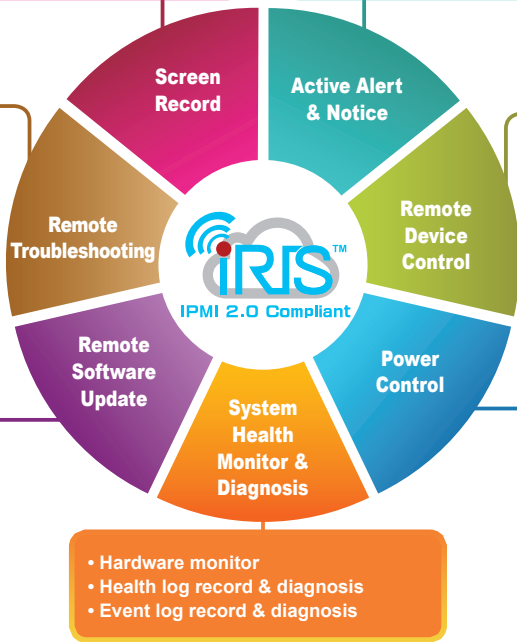 Screen
Record
Active Alert
& Notice
Remote
Troubleshooting
Remote
Device
Control
iRIS™
IPMI 2.0 Compliant
Remote
Software
Update
Power
Control
System
Health
Monitor &
Diagnosis
• Hardware monitor
• Health log record & diagnosis
• Event log record & diagnosis